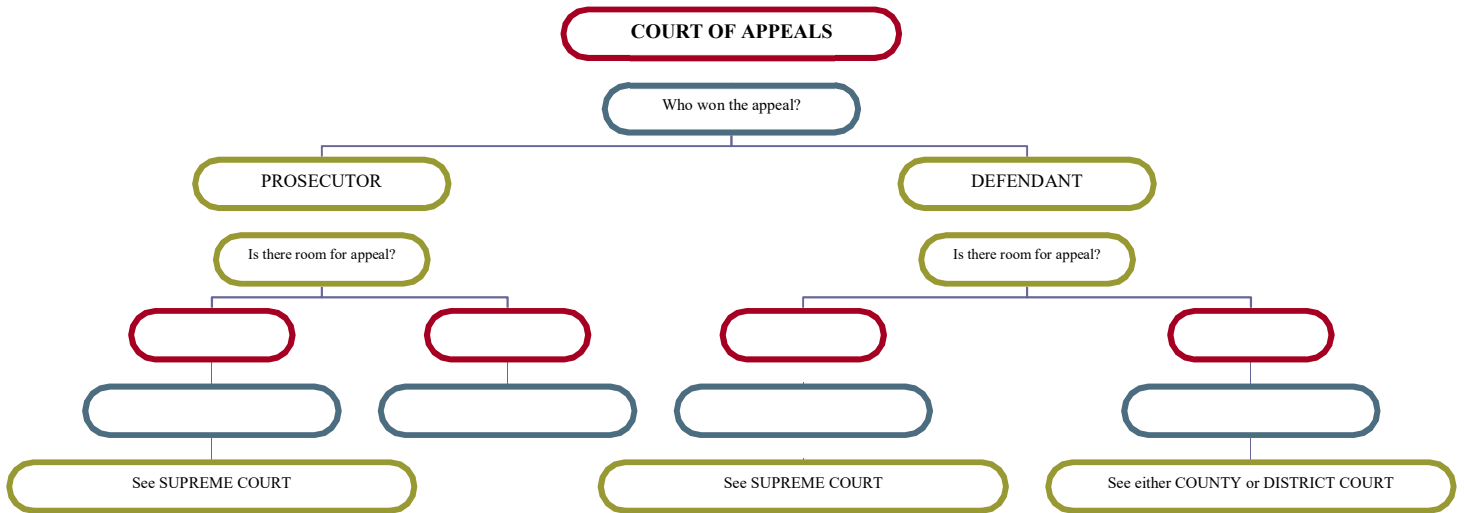 COURT OF APPEALS
Who won the appeal?
PROSECUTOR
DEFENDANT
Is there room for appeal?
Is there room for appeal?
See SUPREME COURT
See SUPREME COURT
See either COUNTY or DISTRICT COURT